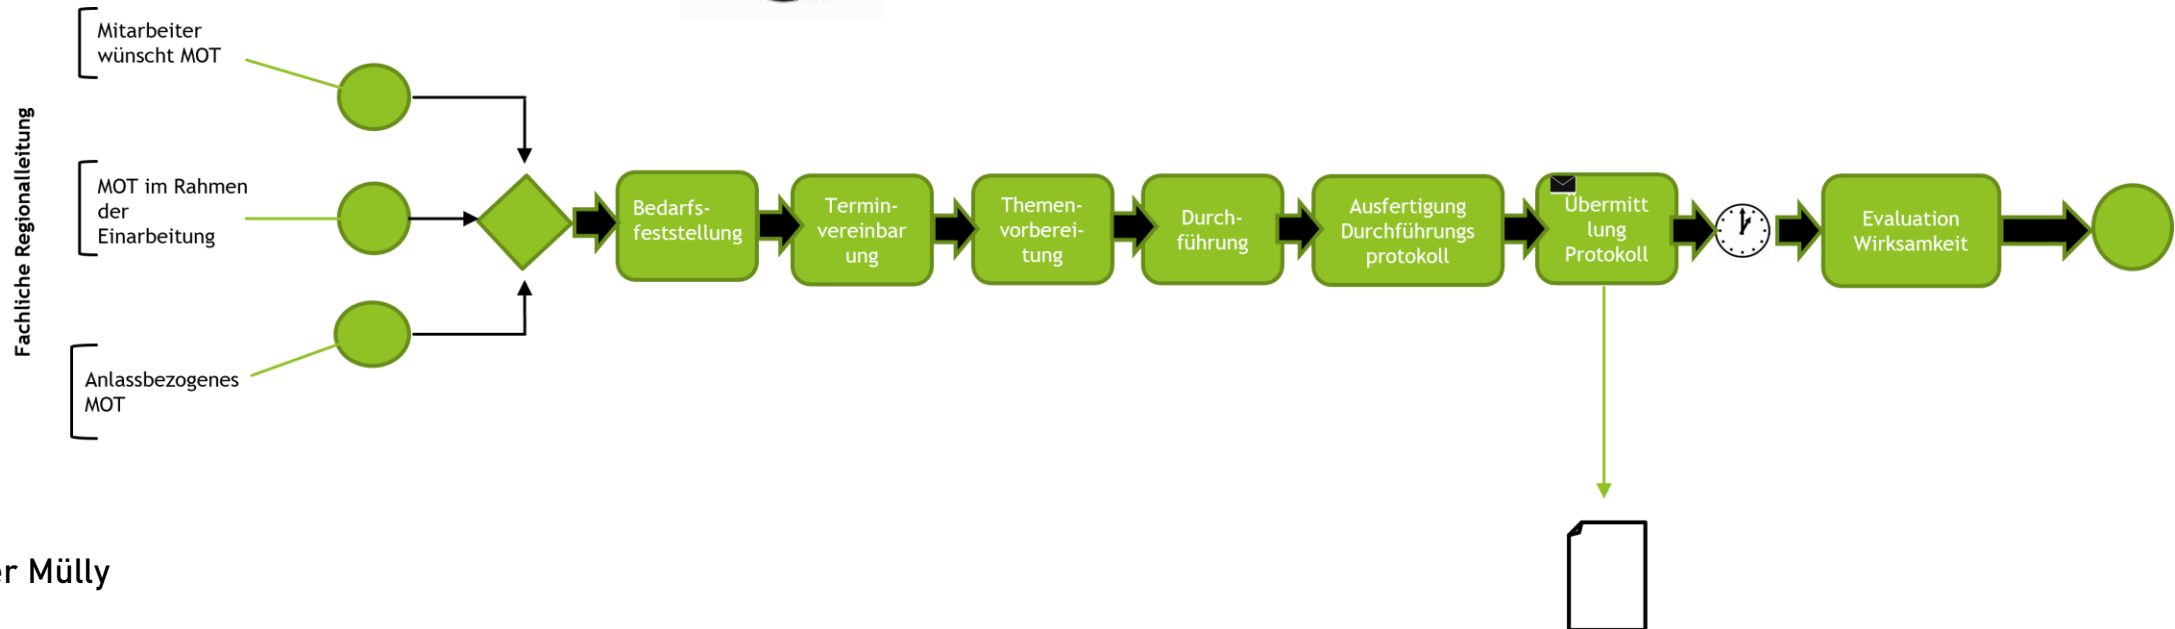 Fachliche Regionalleitung
Mitarbeiter
wünscht MOT
MOT im Rahmen
der
Einarbeitung
Anlassbezogenes
MOT
Bedarfs-
feststellung
Termin-
vereinbar
ung
Themen-
vorberei-
tung
Durch-
führung
Ausfertigung
Durchführungs
protokoll
Übermitt
lung
Protokoll
Evaluation
Wirksamkeit
er Mülly